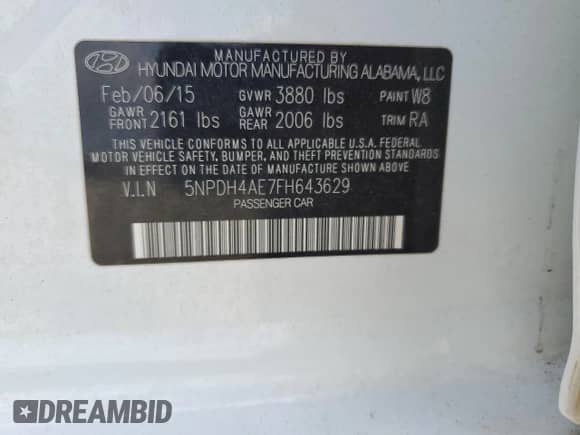 MANUFACTURED BY
HYUNDAI MOTOR MANUFACTURING ALABAMA, LLC
Feb/06/15 GVWR 3880 lbs PAINT W8
GAWR FRONT 2161 lbs GAWR REAR 2006 lbs TRIM RA
THIS VEHICLE CONFORMS TO ALL APPLICABLE U.S.A. FEDERAL
MOTOR VEHICLE SAFETY, BUMPER, AND THEFT PREVENTION STANDARDS
IN EFFECT ON THE DATE OF MANUFACTURE SHOWN ABOVE
V.I.N 5NPDH4AE7FH643629
PASSENGER CAR
DREAMBID